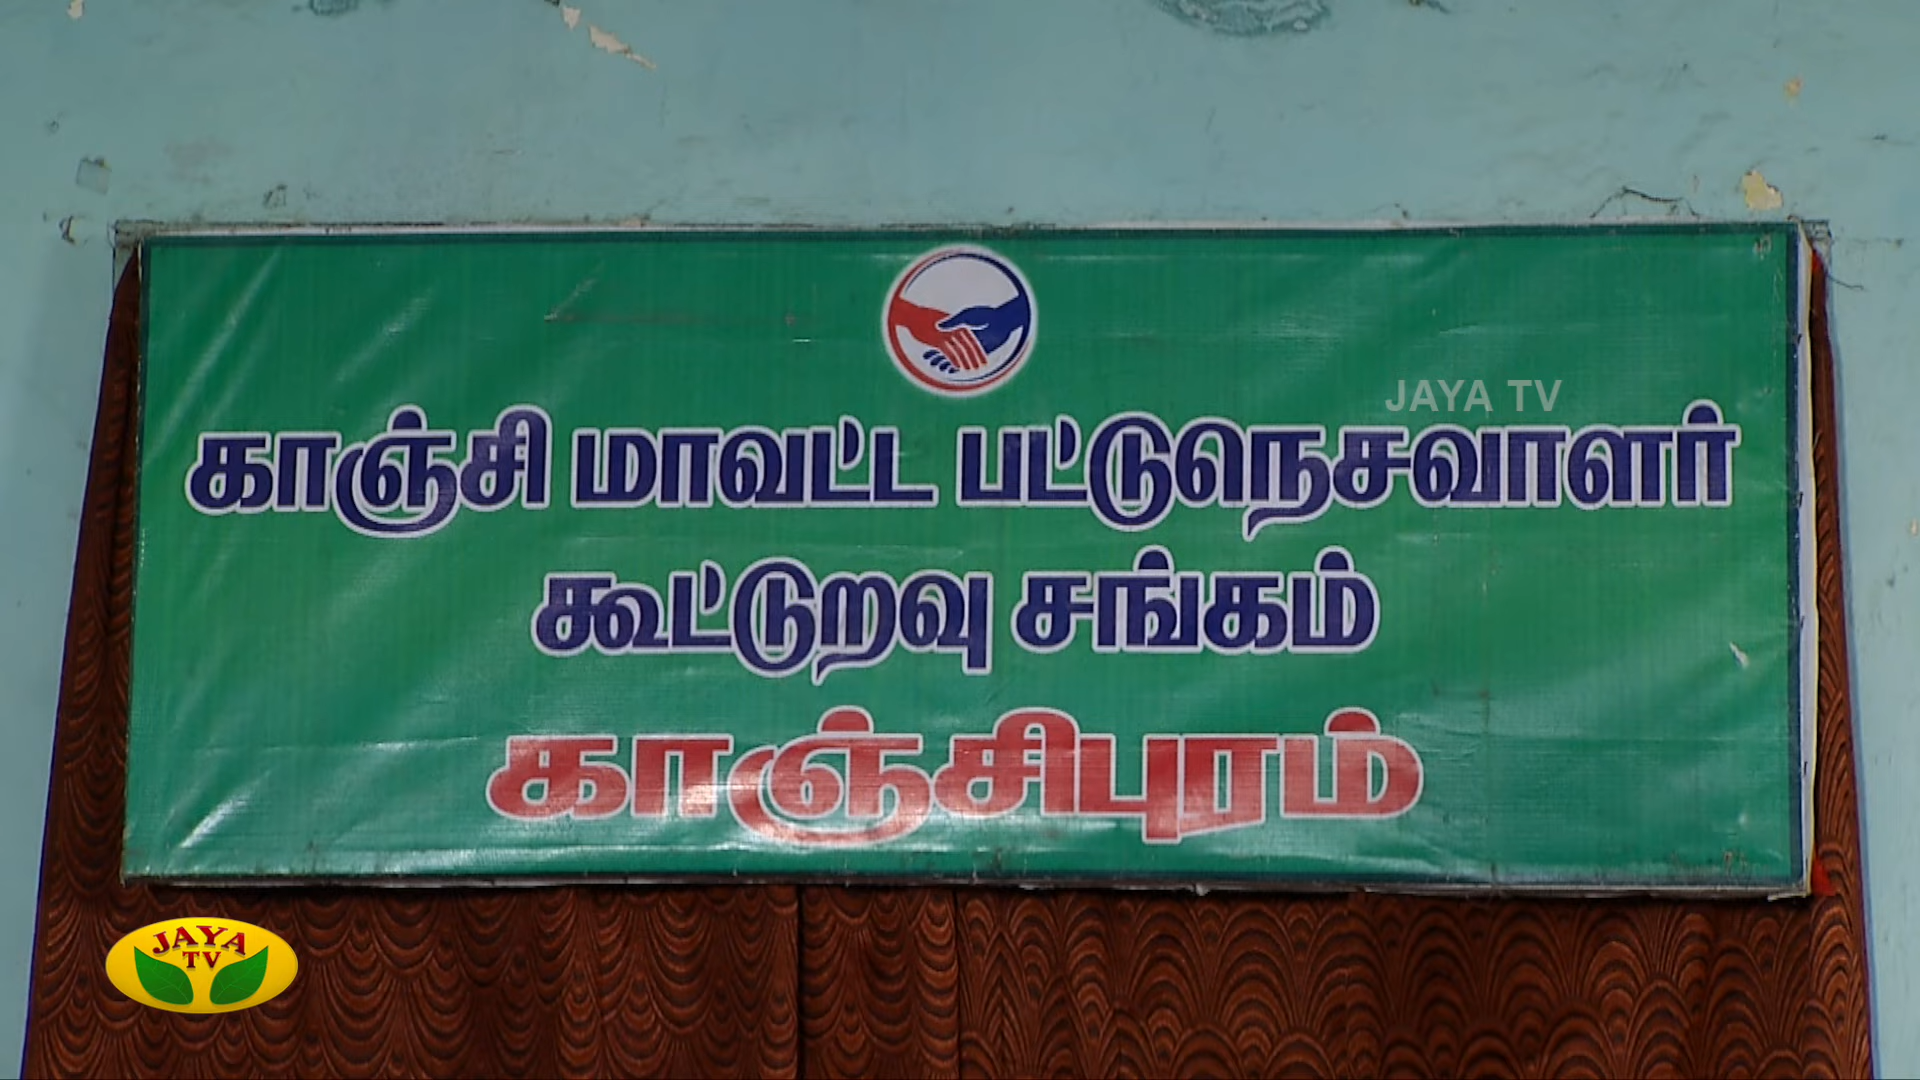 JAYA TV
காஞ்சி மாவட்ட பட்டுநெசவாளர்
கூட்டுறவு சங்கம்
காஞ்சிபுரம்
JAYA
TV